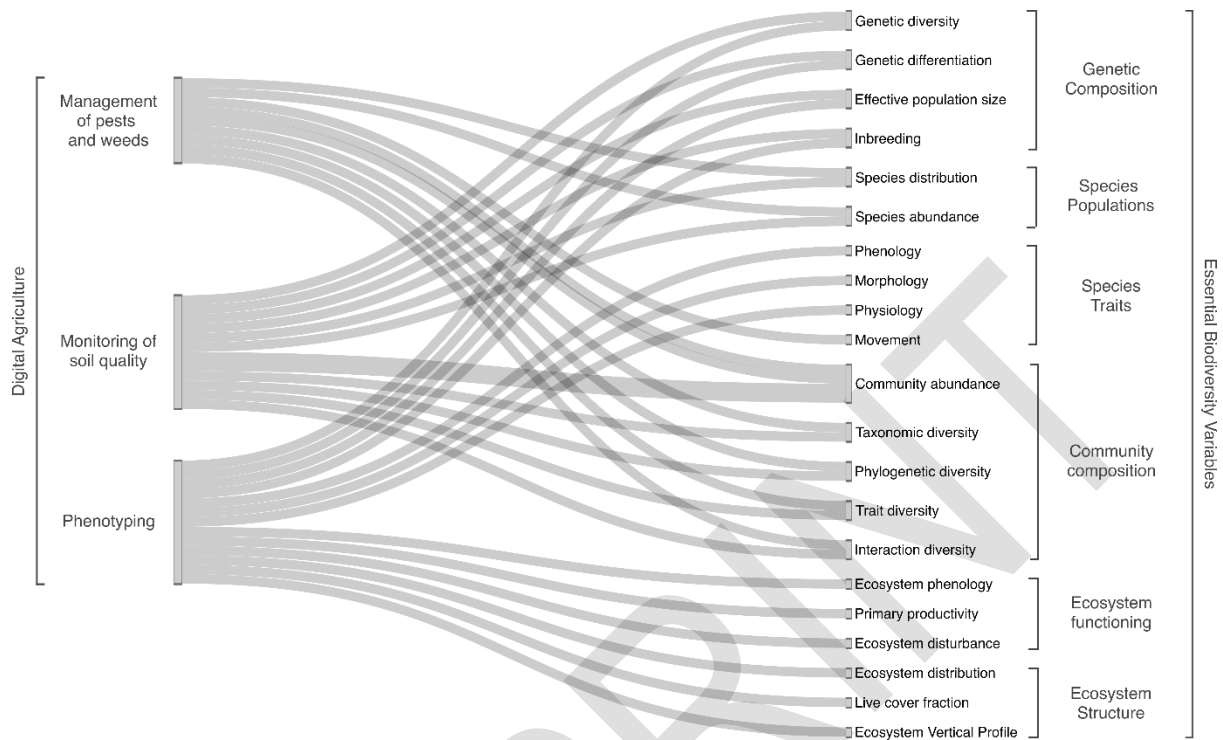 Digital Agriculture
Management
of pests
and weeds
Monitoring of
soil quality
Phenotyping
Genetic diversity
Genetic differentiation
Effective population size
Inbreeding
Species distribution
Species abundance
Phenology
Morphology
Physiology
Movement
Community abundance
Taxonomic diversity
Phylogenetic diversity
Trait diversity
Interaction diversity
Ecosystem phenology
Primary productivity
Ecosystem disturbance
Ecosystem distribution
Live cover fraction
Ecosystem Vertical Profile
Genetic
Composition
Species
Populations
Species
Traits
Community
composition
Ecosystem
functioning
Ecosystem
Structure
Essential Biodiversity Variables